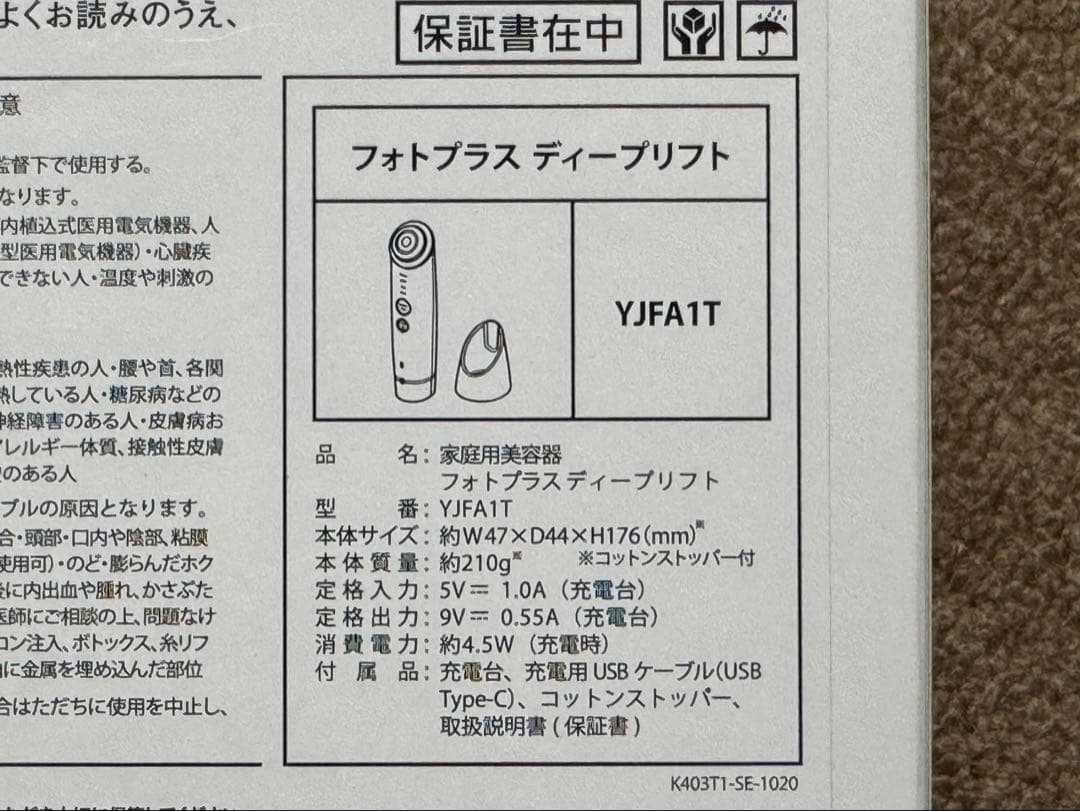 よくお読みのうえ、
保証書在中
意
監督下で使用する。
なります。
内植込式医用電気機器、人
型医用電気機器)・心臓疾
できない人・温度や刺激の
熱性疾患の人・腰や首、各関
熱している人・糖尿病などの
神経障害のある人・皮膚病お
アレルギー体質、接触性皮膚
のある人
ブルの原因となります。
合・頭部・口内や陰部、粘膜
使用可)・のど・膨らんだホク
後に内出血や腫れ、かさぶた
医師にご相談の上、問題なけ
コン注入、ボトックス、糸リフ
に金属を埋め込んだ部位
合はただちに使用を中止し、
フォトプラス ディープリフト
YJFA1T
品名：家庭用美容器
フォトプラス ディープリフト
型番：YJFA1T
本体サイズ：約W47×D44×H176(mm)※
本体質量：約210g※ ※コットンストッパー付
定格入力：5V⎓ 1.0A（充電台）
定格出力：9V⎓ 0.55A（充電台）
消費電力：約4.5W（充電時）
付属品：充電台、充電用 USB ケーブル(USB
Type-C)、コットンストッパー、
取扱説明書 ( 保証書 )
K403T1-SE-1020